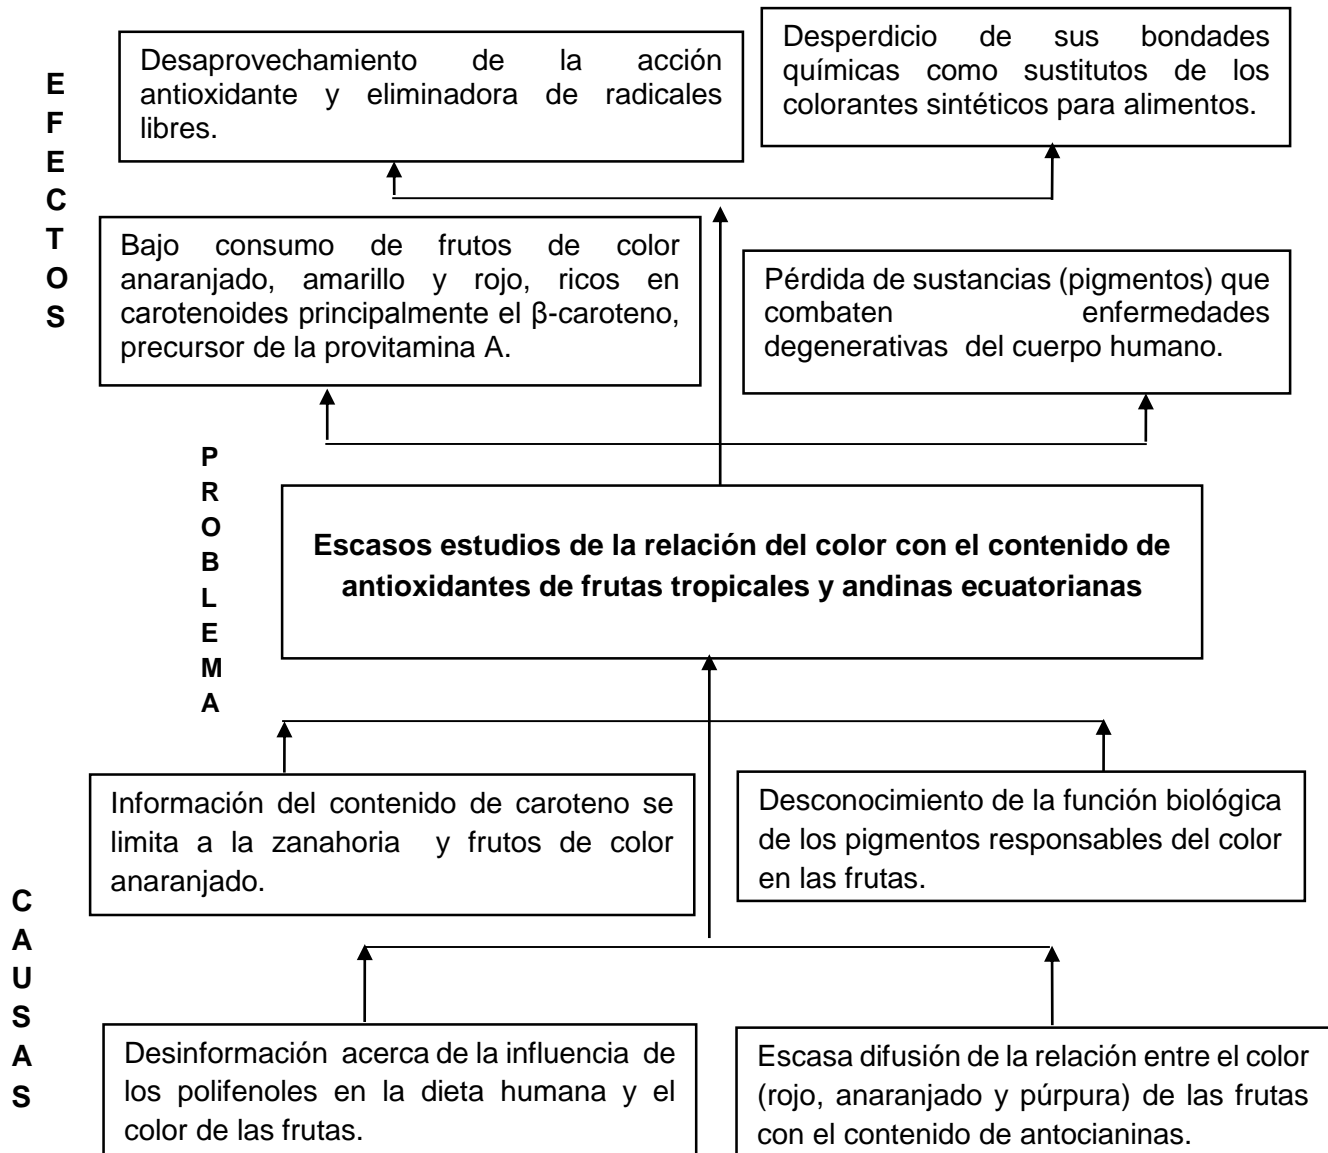 EFECTOS
Desaprovechamiento de la acción
antioxidante y eliminadora de radicales
libres.
Desperdicio de sus bondades
químicas como sustitutos de los
colorantes sintéticos para alimentos.
Bajo consumo de frutos de color
anaranjado, amarillo y rojo, ricos en
carotenoides principalmente el β-caroteno,
precursor de la provitamina A.
Pérdida de sustancias (pigmentos) que
combaten enfermedades
degenerativas del cuerpo humano.
PROBLEMA
Escasos estudios de la relación del color con el contenido de
antioxidantes de frutas tropicales y andinas ecuatorianas
CAUSAS
Información del contenido de caroteno se
limita a la zanahoria y frutos de color
anaranjado.
Desconocimiento de la función biológica
de los pigmentos responsables del color
en las frutas.
Desinformación acerca de la influencia de
los polifenoles en la dieta humana y el
color de las frutas.
Escasa difusión de la relación entre el color
(rojo, anaranjado y púrpura) de las frutas
con el contenido de antocianinas.